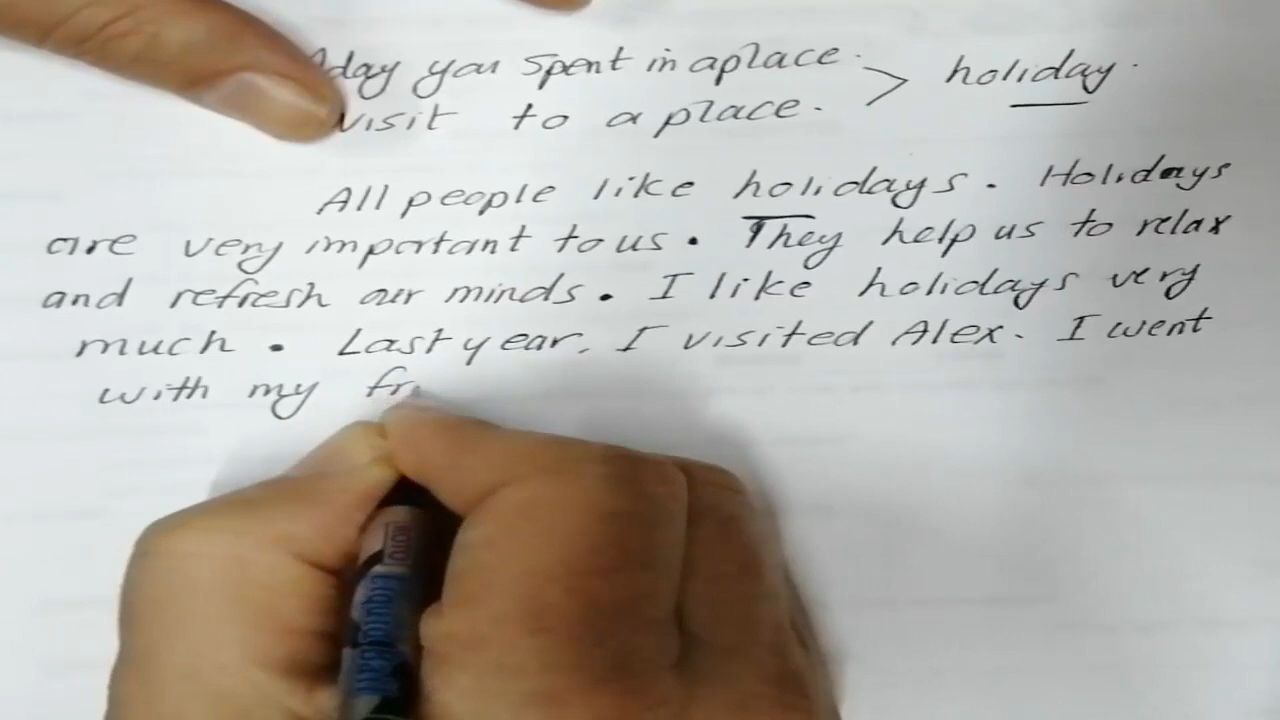 day you spent in a place. > holiday.
visit to a place.
All people like holidays. Holidays
are very important to us. They help us to relax
and refresh our minds. I like holidays very
much. Last year, I visited Alex. I went
with my fr